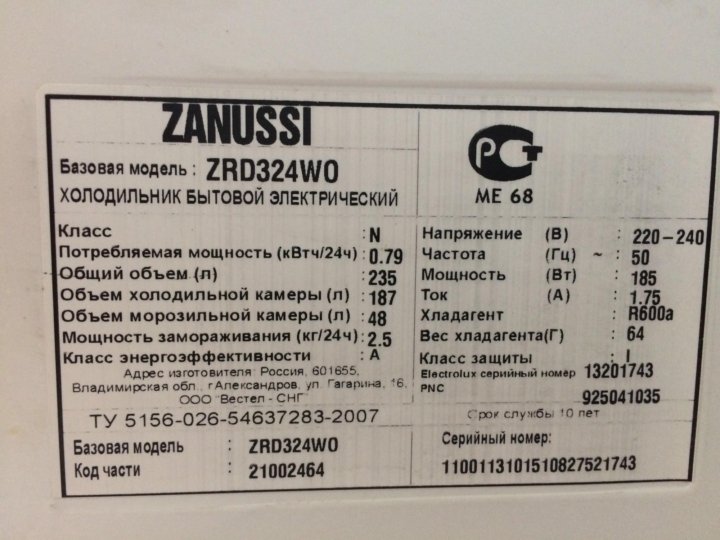 ZANUSSI
Базовая модель : ZRD324WO
ХОЛОДИЛЬНИК БЫТОВОЙ ЭЛЕКТРИЧЕСКИЙ
РСТ
МЕ 68
Класс : N
Потребляемая мощность (кВтч/24ч) : 0.79
Общий объем (л) : 235
Объем холодильной камеры (л) : 187
Объем морозильной камеры (л) : 48
Мощность замораживания (кг/24ч) : 2.5
Класс энергоэффективности : A
Адрес изготовителя: Россия, 601655,
Владимирская обл., г.Александров, ул. Гагарина, 16,
ООО "Вестел - СНГ"
ТУ 5156-026-54637283-2007
Напряжение (В) : 220-240
Частота (Гц) ~ : 50
Мощность (Вт) : 185
Ток (А) : 1.75
Хладагент : R600a
Вес хладагента(Г) : 64
Класс защиты : I
Electrolux серийный номер 13201743
PNC 925041035
Срок службы 10 лет
Базовая модель : ZRD324WO
Код части : 21002464
Серийный номер:
1100113101510827521743